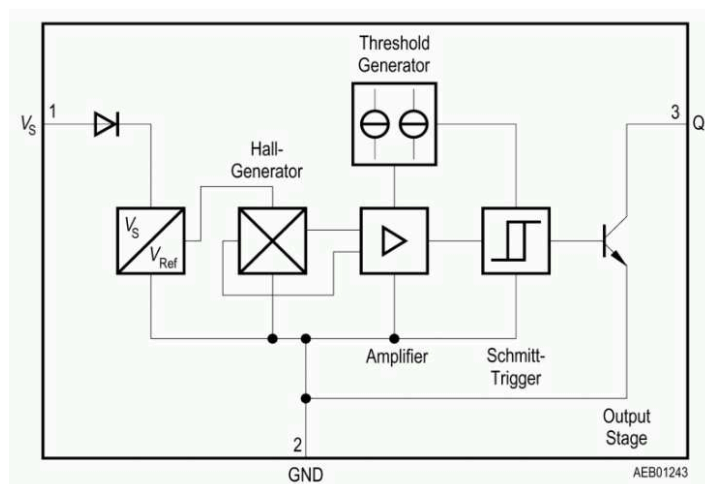 Threshold
Generator
1
VS
3
Q
Hall-
Generator
VS
VRef
Amplifier
Schmitt-
Trigger
Output
Stage
2
GND
AEB01243